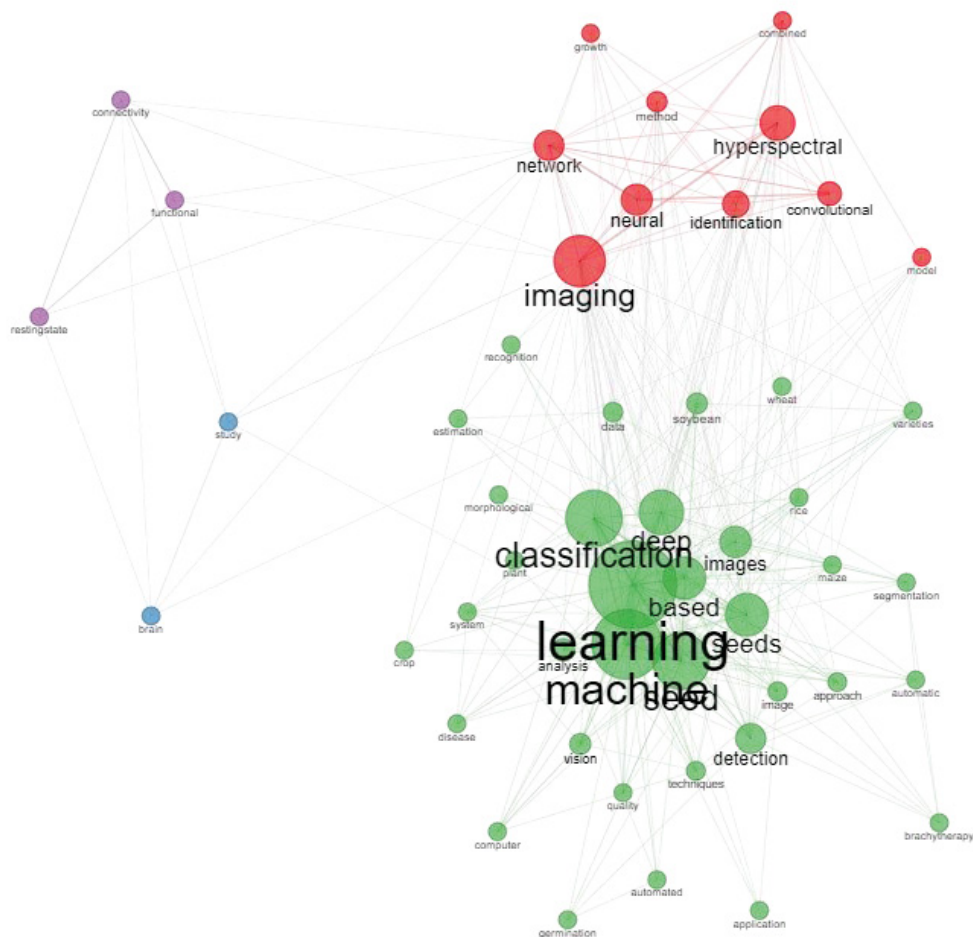 growth
combined
connectivity
method
hyperspectral
network
functional
neural
identification
convolutional
model
imaging
restingstate
recognition
wheat
soybean
data
varieties
estimation
study
morphological
rice
deep
classification
images
plant
maize
segmentation
based
system
brain
learning
seeds
crop
analysis
machine
seed
image
approach
automatic
disease
vision
detection
techniques
quality
computer
brachytherapy
automated
application
germination